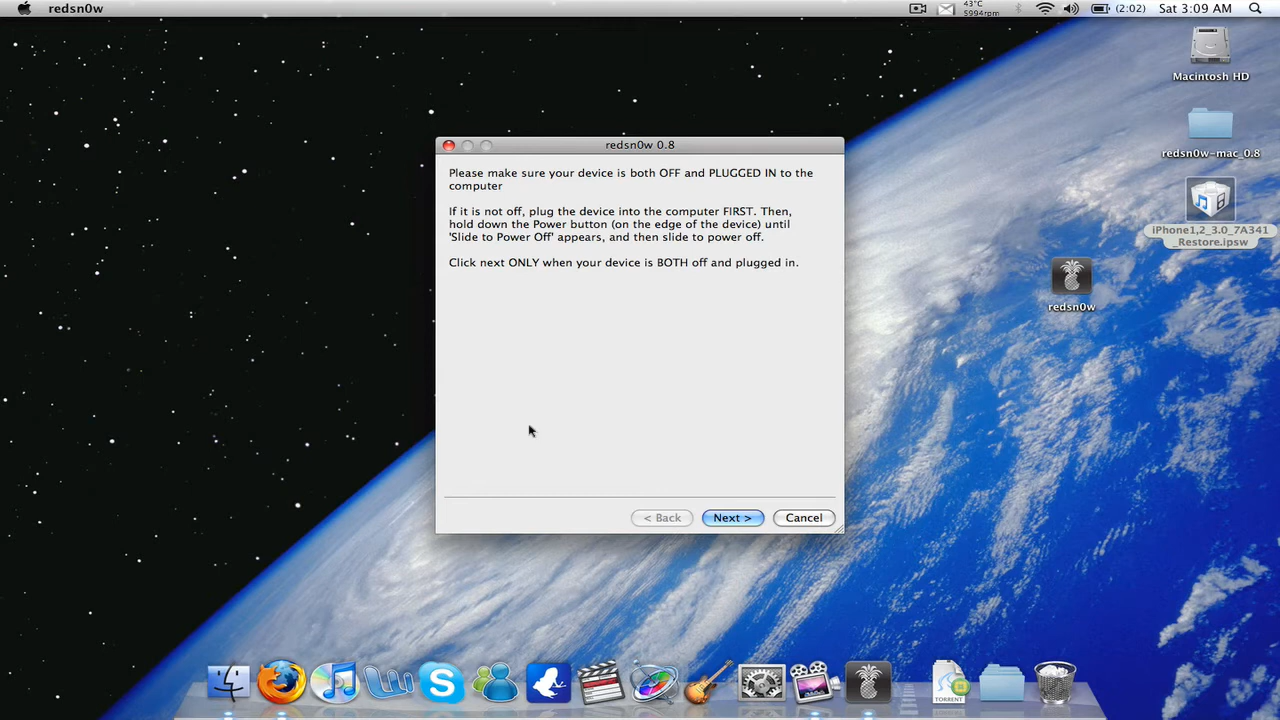 redsn0w
43°C
5994rpm
(2:02)
Sat 3:09 AM
Macintosh HD
redsn0w-mac_0.8
iPhone1,2_3.0_7A341
_Restore.ipsw
redsn0w
redsn0w 0.8
Please make sure your device is both OFF and PLUGGED IN to the
computer
If it is not off, plug the device into the computer FIRST. Then,
hold down the Power button (on the edge of the device) until
'Slide to Power Off' appears, and then slide to power off.
Click next ONLY when your device is BOTH off and plugged in.
< Back
Next >
Cancel
TORRENT